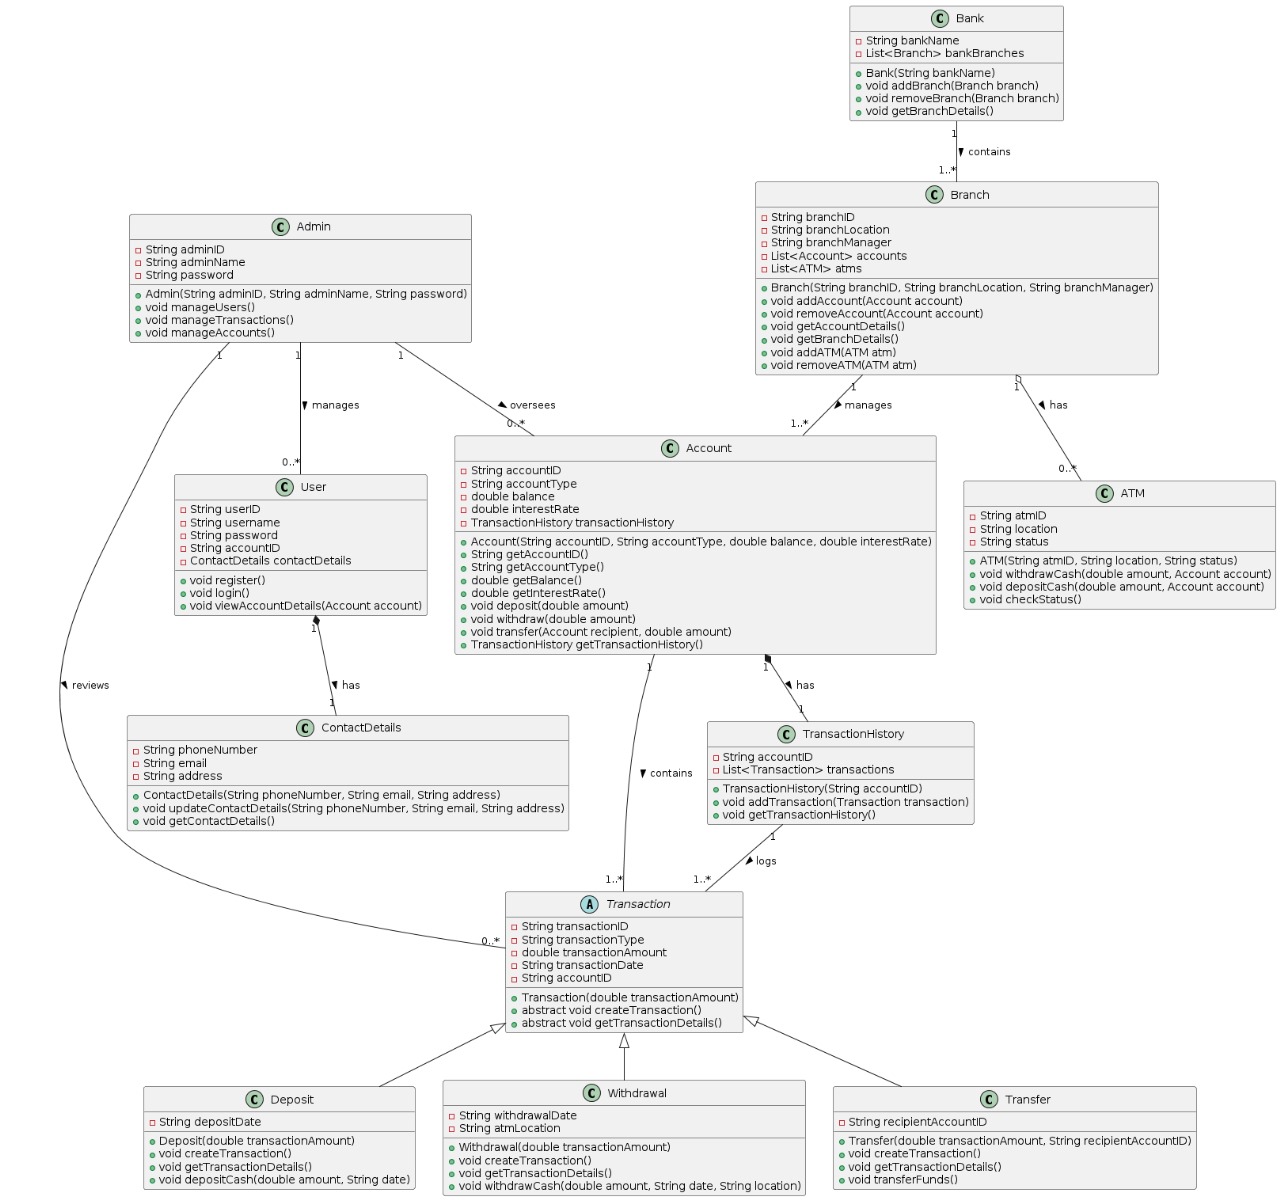 C Bank
String bankName
List<Branch> bankBranches
Bank(String bankName)
void addBranch(Branch branch)
void removeBranch(Branch branch)
void getBranchDetails()
1
contains
1..*
C Branch
String branchID
String branchLocation
String branchManager
List<Account> accounts
List<ATM> atms
Branch(String branchID, String branchLocation, String branchManager)
void addAccount(Account account)
void removeAccount(Account account)
void getAccountDetails()
void getBranchDetails()
void addATM(ATM atm)
void removeATM(ATM atm)
C Admin
String adminID
String adminName
String password
Admin(String adminID, String adminName, String password)
void manageUsers()
void manageTransactions()
void manageAccounts()
1
1
1
1
1
manages
oversees
manages
has
0..*
0..*
1..*
0..*
C User
String userID
String username
String password
String accountID
ContactDetails contactDetails
void register()
void login()
void viewAccountDetails(Account account)
C Account
String accountID
String accountType
double balance
double interestRate
TransactionHistory transactionHistory
Account(String accountID, String accountType, double balance, double interestRate)
String getAccountID()
String getAccountType()
double getBalance()
double getInterestRate()
void deposit(double amount)
void withdraw(double amount)
void transfer(Account recipient, double amount)
TransactionHistory getTransactionHistory()
C ATM
String atmID
String location
String status
ATM(String atmID, String location, String status)
void withdrawCash(double amount, Account account)
void depositCash(double amount, Account account)
void checkStatus()
1
1
1
reviews
has
has
1
1
C ContactDetails
String phoneNumber
String email
String address
ContactDetails(String phoneNumber, String email, String address)
void updateContactDetails(String phoneNumber, String email, String address)
void getContactDetails()
contains
C TransactionHistory
String accountID
List<Transaction> transactions
TransactionHistory(String accountID)
void addTransaction(Transaction transaction)
void getTransactionHistory()
1
logs
1..*
1..*
0..*
A Transaction
String transactionID
String transactionType
double transactionAmount
String transactionDate
String accountID
Transaction(double transactionAmount)
abstract void createTransaction()
abstract void getTransactionDetails()
C Deposit
String depositDate
Deposit(double transactionAmount)
void createTransaction()
void getTransactionDetails()
void depositCash(double amount, String date)
C Withdrawal
String withdrawalDate
String atmLocation
Withdrawal(double transactionAmount)
void createTransaction()
void getTransactionDetails()
void withdrawCash(double amount, String date, String location)
C Transfer
String recipientAccountID
Transfer(double transactionAmount, String recipientAccountID)
void createTransaction()
void getTransactionDetails()
void transferFunds()